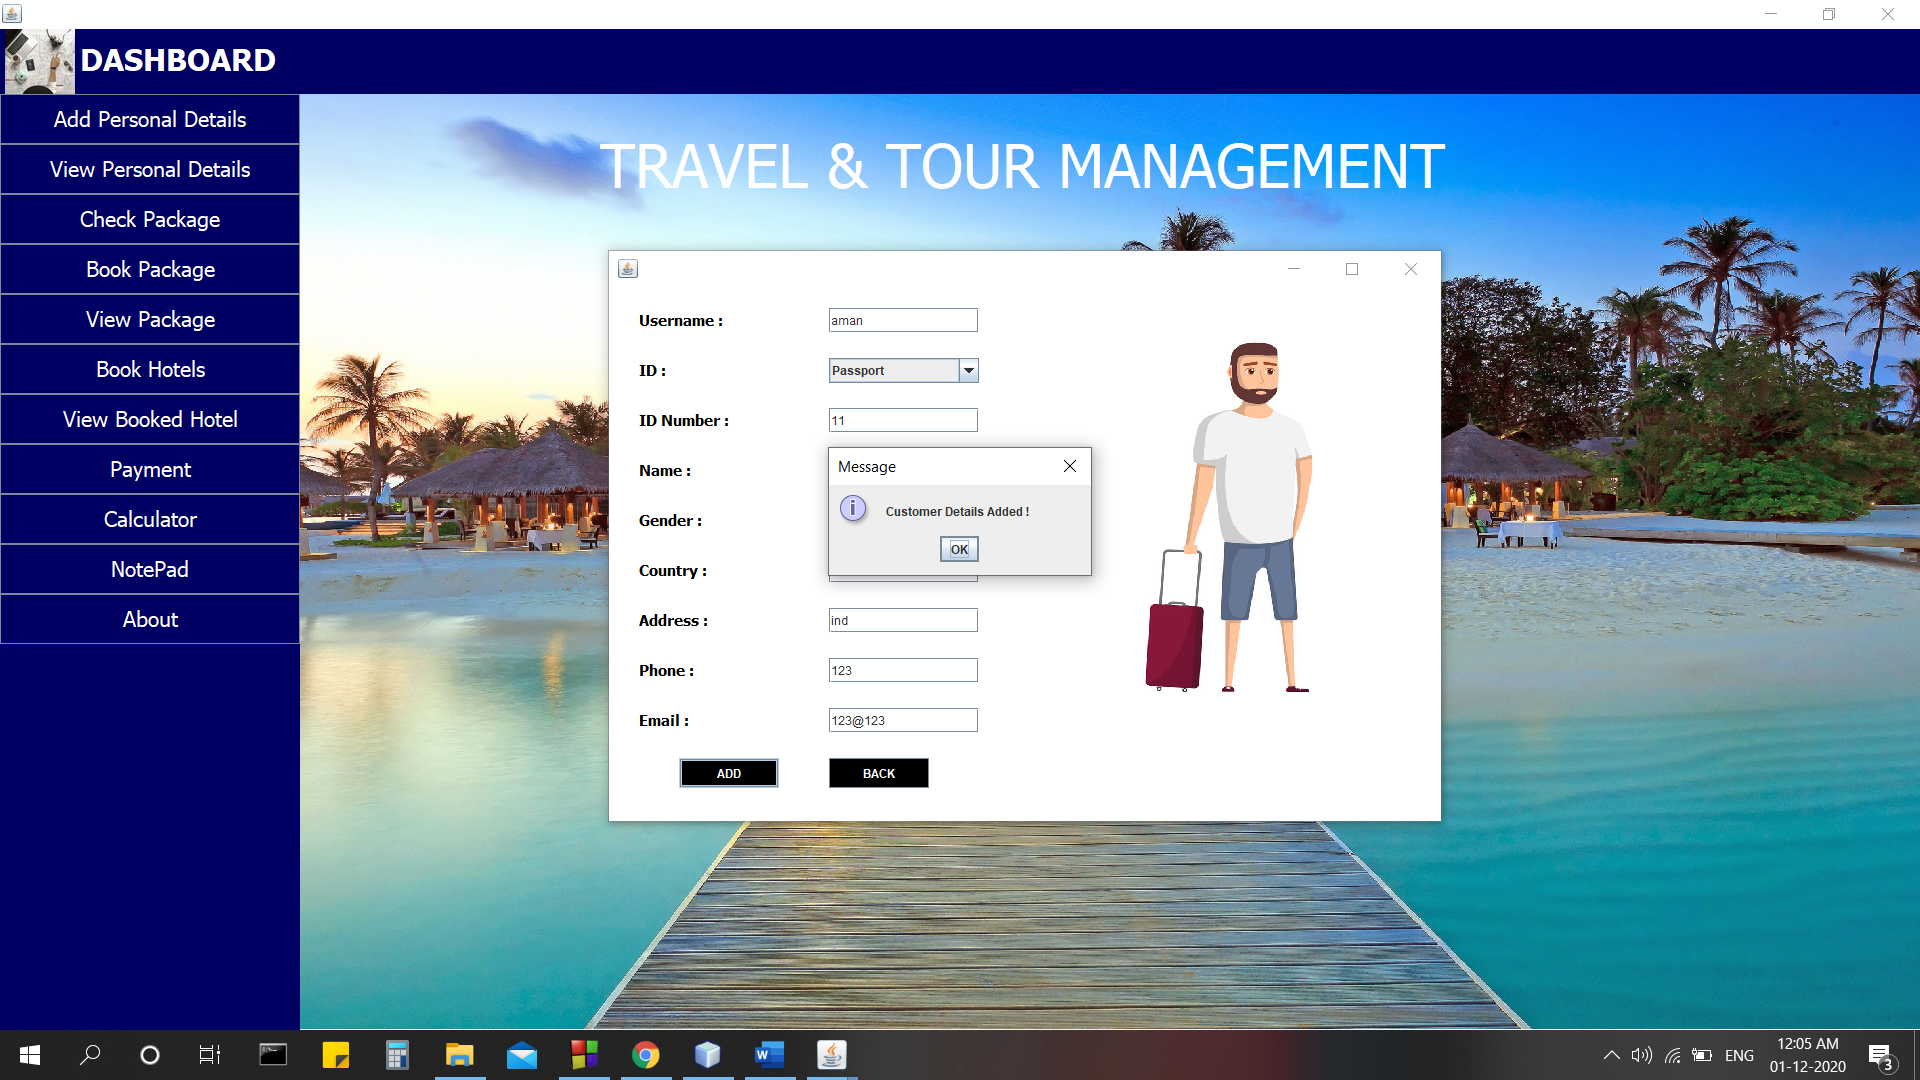 DASHBOARD
Add Personal Details
View Personal Details
Check Package
Book Package
View Package
Book Hotels
View Booked Hotel
Payment
Calculator
NotePad
About
TRAVEL & TOUR MANAGEMENT
Username : aman
ID : Passport
ID Number : 11
Name :
Gender :
Country :
Message
Customer Details Added !
OK
Address : ind
Phone : 123
Email : 123@123
ADD BACK
ENG
12:05 AM
01-12-2020
3